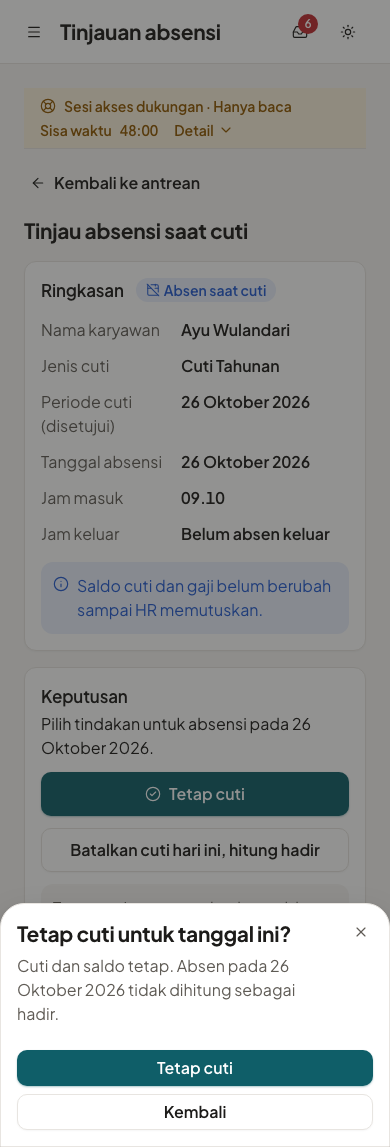 Tinjauan absensi
6
Sesi akses dukungan · Hanya baca
Sisa waktu 48:00 Detail
Kembali ke antrean
Tinjau absensi saat cuti
Ringkasan
Absen saat cuti
Nama karyawan Ayu Wulandari
Jenis cuti Cuti Tahunan
Periode cuti 26 Oktober 2026
(disetujui)
Tanggal absensi 26 Oktober 2026
Jam masuk 09.10
Jam keluar Belum absen keluar
Saldo cuti dan gaji belum berubah
sampai HR memutuskan.
Keputusan
Pilih tindakan untuk absensi pada 26
Oktober 2026.
Tetap cuti
Batalkan cuti hari ini, hitung hadir
Tetap cuti untuk tanggal ini?
Cuti dan saldo tetap. Absen pada 26
Oktober 2026 tidak dihitung sebagai
hadir.
Tetap cuti
Kembali